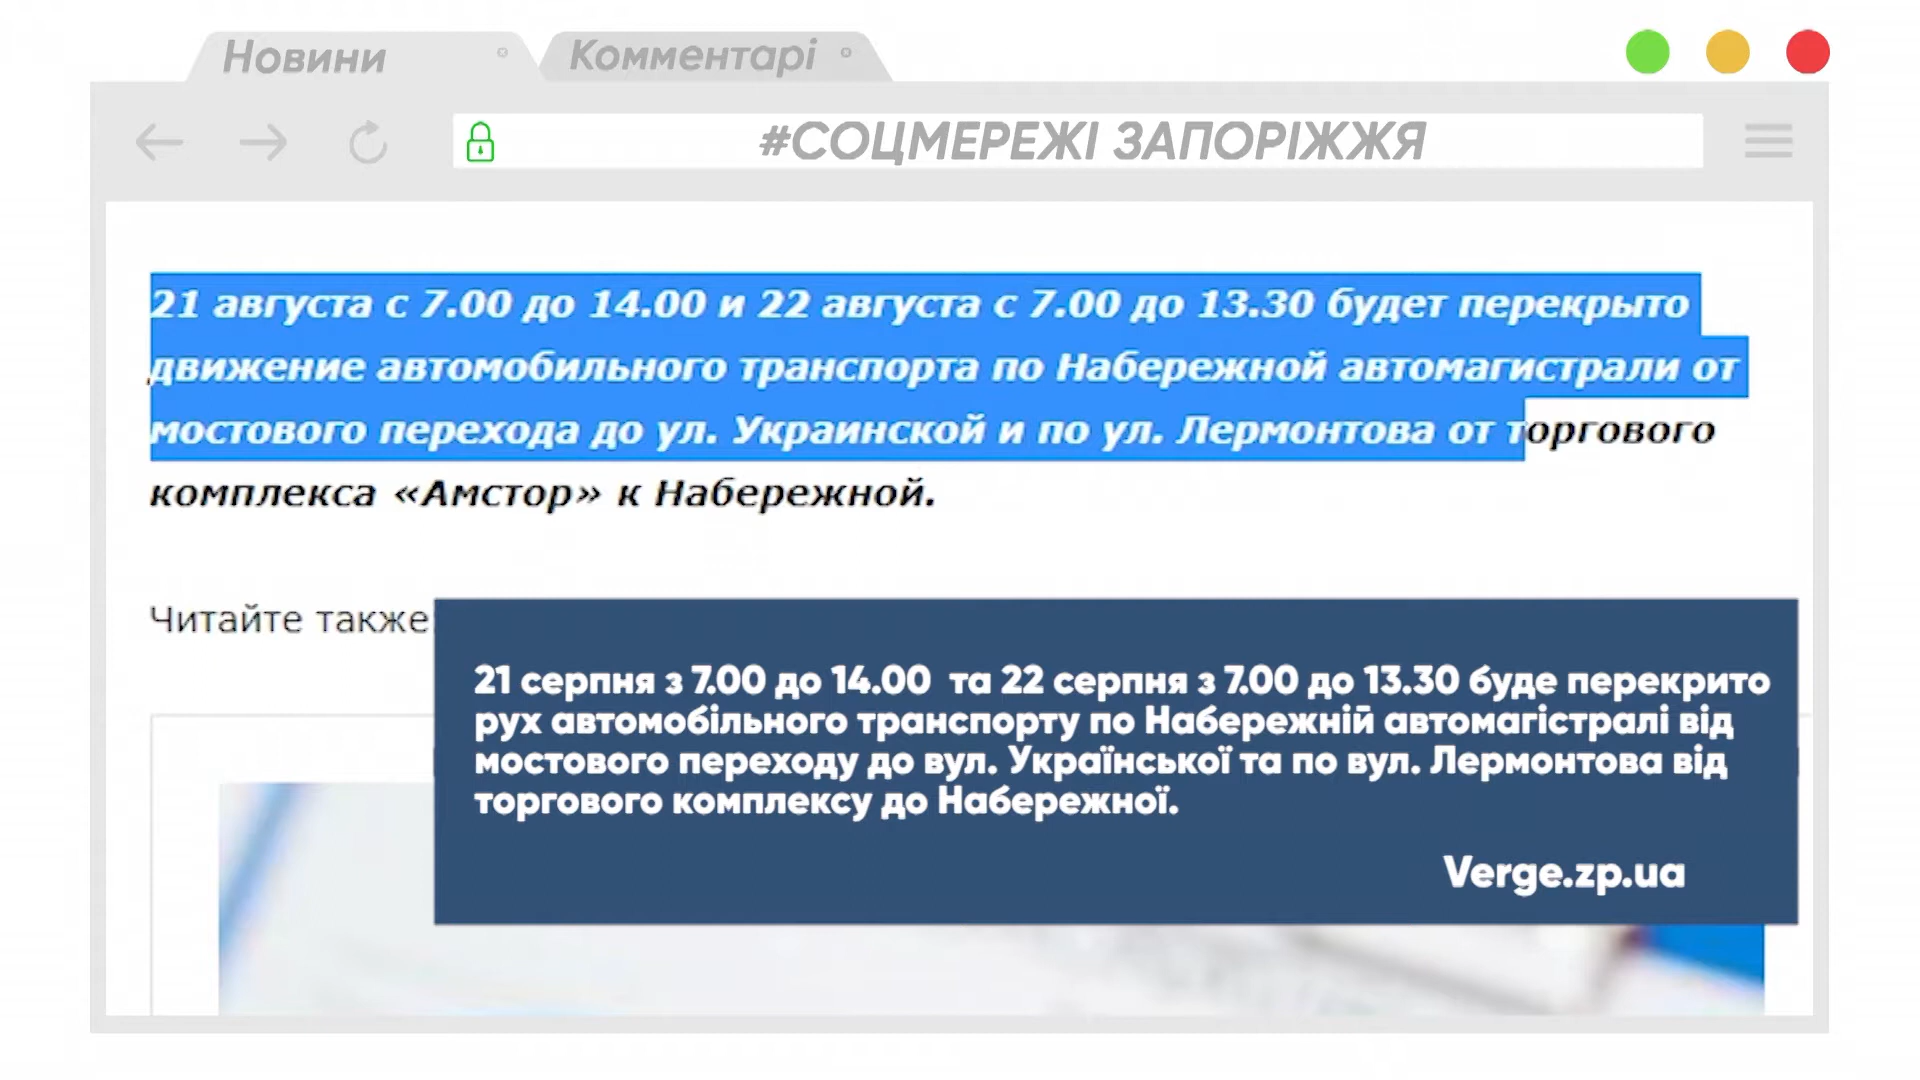 Новини
Комментарі
#СОЦМЕРЕЖІ ЗАПОРІЖЖЯ
21 августа с 7.00 до 14.00 и 22 августа с 7.00 до 13.30 будет перекрыто
движение автомобильного транспорта по Набережной автомагистрали от
мостового перехода до ул. Украинской и по ул. Лермонтова от торгового
комплекса «Амстор» к Набережной.
Читайте также
21 серпня з 7.00 до 14.00 та 22 серпня з 7.00 до 13.30 буде перекрито
рух автомобільного транспорту по Набережній автомагістралі від
мостового переходу до вул. Української та по вул. Лермонтова від
торгового комплексу до Набережної.
Verge.zp.ua